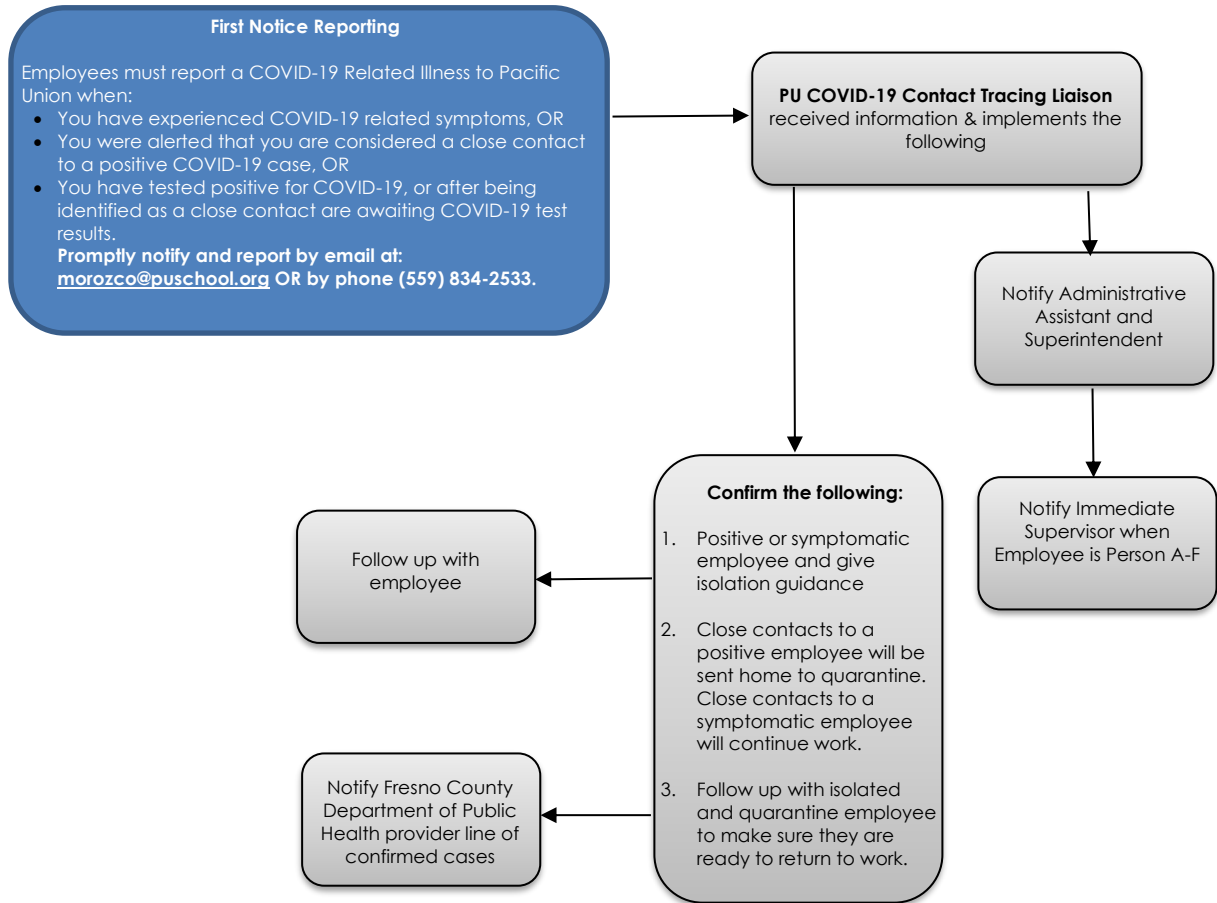 First Notice Reporting
Employees must report a COVID-19 Related Illness to Pacific
Union when:
• You have experienced COVID-19 related symptoms, OR
• You were alerted that you are considered a close contact
to a positive COVID-19 case, OR
• You have tested positive for COVID-19, or after being
identified as a close contact are awaiting COVID-19 test
results.
Promptly notify and report by email at:
morozco@puschool.org OR by phone (559) 834-2533.
PU COVID-19 Contact Tracing Liaison
received information & implements the
following
Notify Administrative
Assistant and
Superintendent
Notify Immediate
Supervisor when
Employee is Person A-F
Confirm the following:
1. Positive or symptomatic
employee and give
isolation guidance
2. Close contacts to a
positive employee will be
sent home to quarantine.
Close contacts to a
symptomatic employee
will continue work.
3. Follow up with isolated
and quarantine employee
to make sure they are
ready to return to work.
Follow up with
employee
Notify Fresno County
Department of Public
Health provider line of
confirmed cases